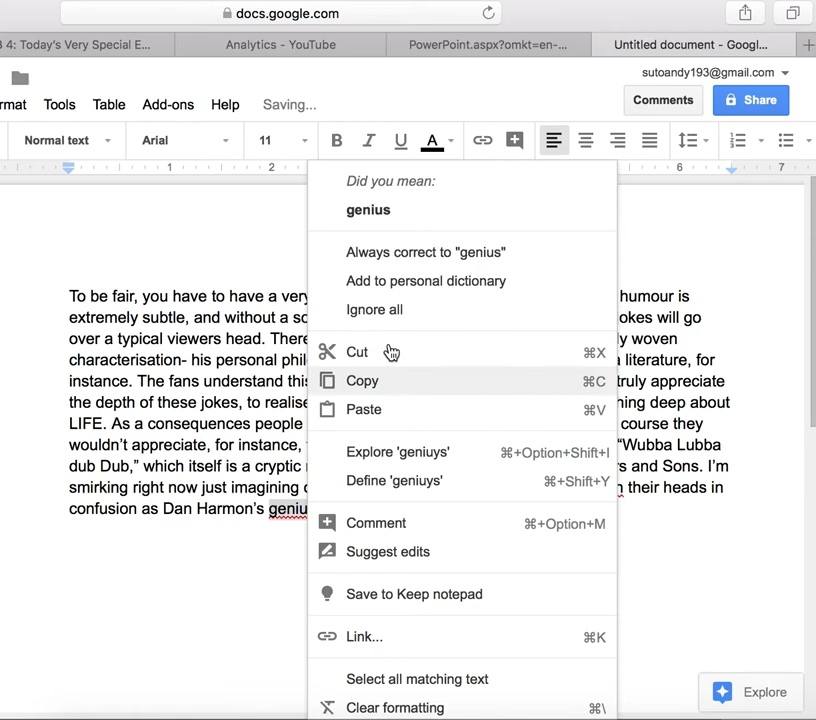 docs.google.com
3 4: Today's Very Special E...
Analytics - YouTube
PowerPoint.aspx?omkt=en-...
Untitled document - Googl...
sutoandy193@gmail.com
rmat Tools Table Add-ons Help Saving...
Comments
Share
Normal text
Arial
11
B I U A
1
2
6
7
Did you mean:
genius
Always correct to "genius"
Add to personal dictionary
Ignore all
Cut ⌘X
Copy ⌘C
Paste ⌘V
Explore 'geniuys' ⌘+Option+Shift+I
Define 'geniuys' ⌘+Shift+Y
Comment ⌘+Option+M
Suggest edits
Save to Keep notepad
Link... ⌘K
Select all matching text
Clear formatting ⌘\
To be fair, you have to have a very humour is
extremely subtle, and without a so okes will go
over a typical viewers head. There ly woven
characterisation- his personal phil literature, for
instance. The fans understand this truly appreciate
the depth of these jokes, to realise hing deep about
LIFE. As a consequences people course they
wouldn't appreciate, for instance, "Wubba Lubba
dub Dub," which itself is a cryptic s and Sons. I'm
smirking right now just imagining their heads in
confusion as Dan Harmon's geniu
Explore